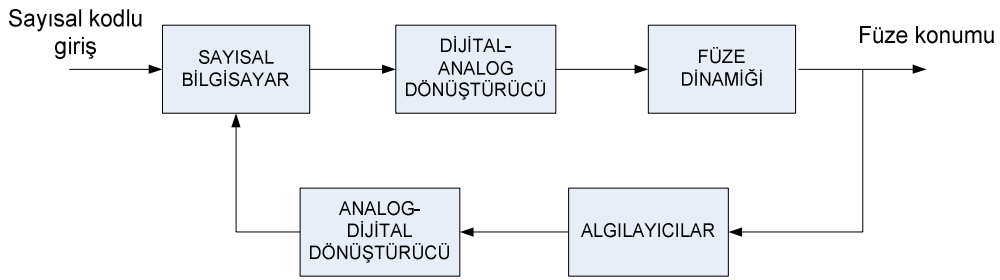 Sayısal kodlu
giriş
SAYISAL
BİLGİSAYAR
DİJİTAL-
ANALOG
DÖNÜŞTÜRÜCÜ
FÜZE
DİNAMİĞİ
Füze konumu
ANALOG-
DİJİTAL
DÖNÜŞTÜRÜCÜ
ALGILAYICILAR